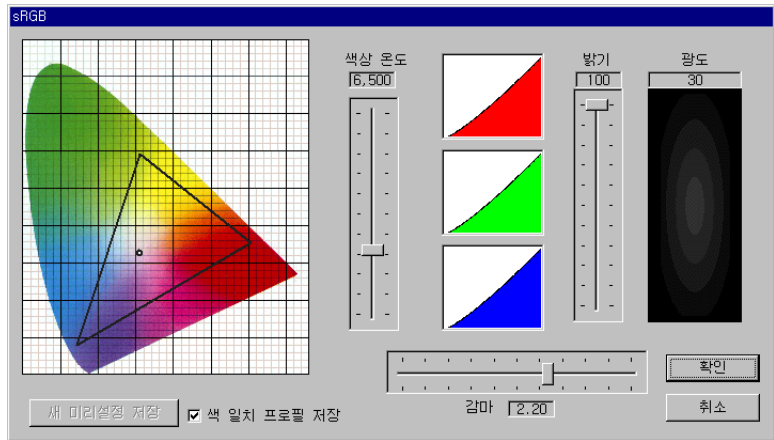 sRGB
색상 온도
6,500
밝기
100
광도
30
확인
취소
감마 2.20
새 미리설정 저장
색 일치 프로필 저장